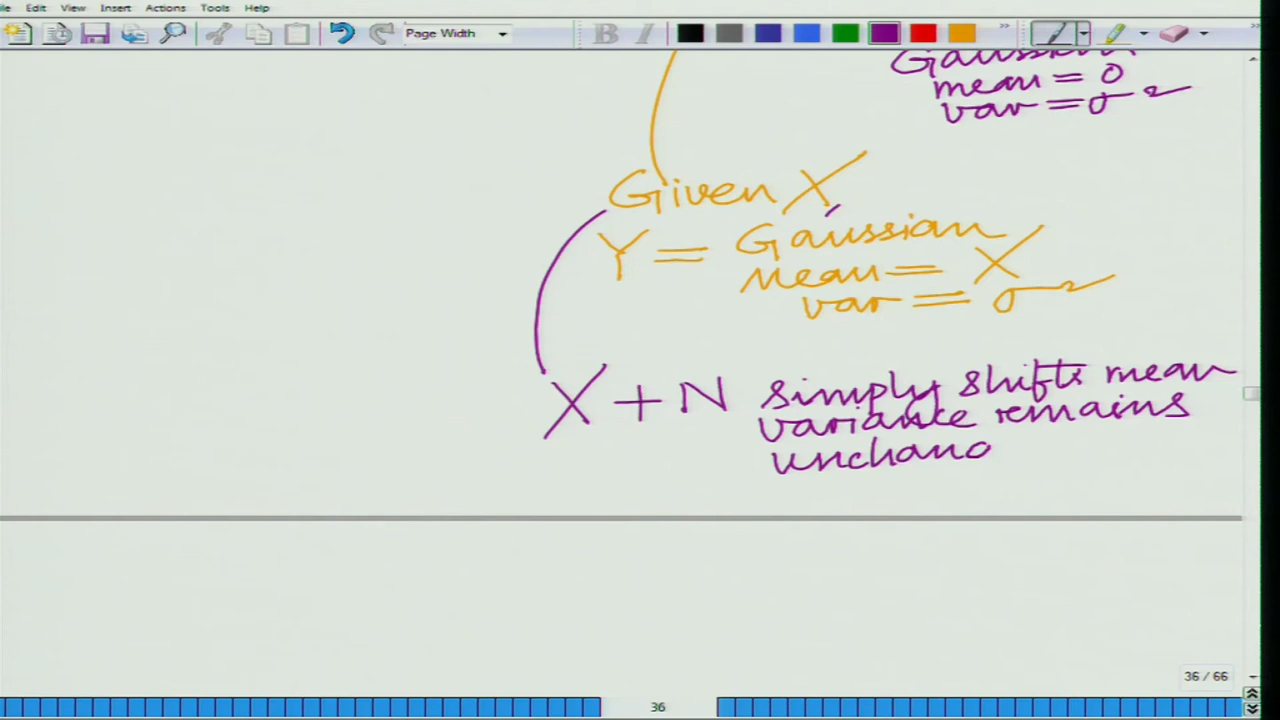 Edit View Insert Actions Tools Help
Page Width
B I
Gaussian
mean = 0
var = σ²
Given X
Y = Gaussian
mean = X
var = σ²
X + N simply shifts mean
variance remains
unchang
36 / 66
36